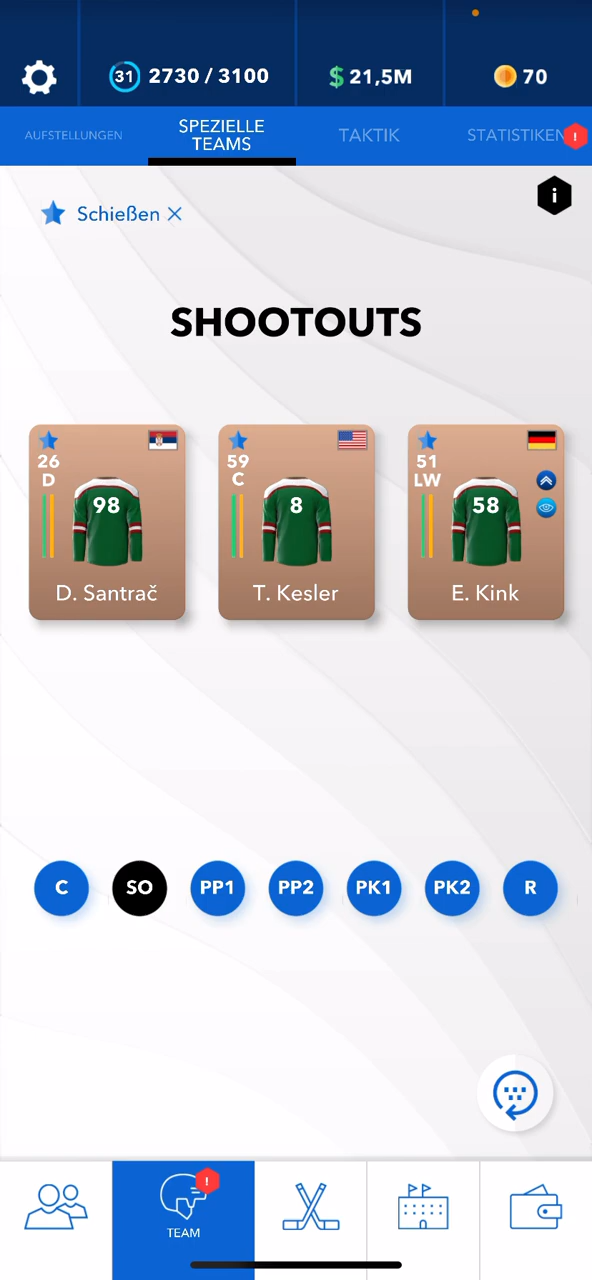 31 2730 / 3100 $ 21,5M 70
AUFSTELLUNGEN SPEZIELLE TEAMS TAKTIK STATISTIKEN !
Schießen ×
i
SHOOTOUTS
26 59 51
D C LW
98 8 58
D. Santrač T. Kesler E. Kink
C SO PP1 PP2 PK1 PK2 R
!
TEAM